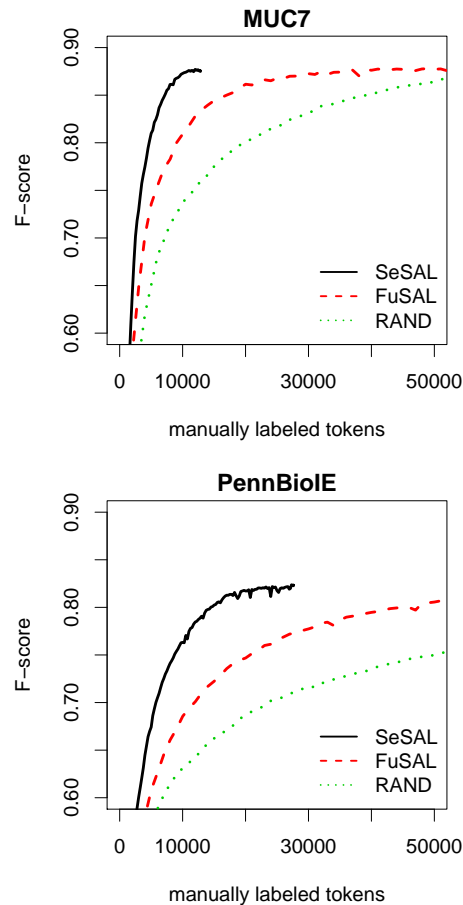 MUC7
0.90
0.80
0.70
0.60
F−score
SeSAL
FuSAL
RAND
0 10000 30000 50000
manually labeled tokens
PennBioIE
0.90
0.80
0.70
0.60
F−score
SeSAL
FuSAL
RAND
0 10000 30000 50000
manually labeled tokens